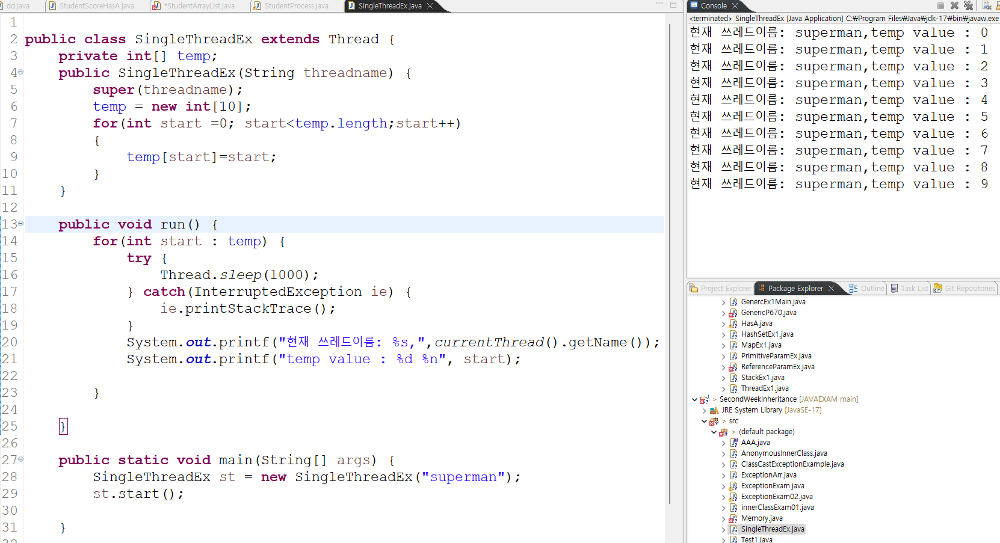 dd.java StudentScoreHasA.java *StudentArrayList.java StudentProcess.java SingleThreadEx.java
1
2 public class SingleThreadEx extends Thread {
3 private int[] temp;
4 public SingleThreadEx(String threadname) {
5 super(threadname);
6 temp = new int[10];
7 for(int start =0; start<temp.length;start++)
8 {
9 temp[start]=start;
10 }
11 }
12
13 public void run() {
14 for(int start : temp) {
15 try {
16 Thread.sleep(1000);
17 } catch(InterruptedException ie) {
18 ie.printStackTrace();
19 }
20 System.out.printf("현재 쓰레드이름: %s,",currentThread().getName());
21 System.out.printf("temp value : %d %n", start);
22
23 }
24
25 }
26
27 public static void main(String[] args) {
28 SingleThreadEx st = new SingleThreadEx("superman");
29 st.start();
30
31 }
Console
<terminated> SingleThreadEx [Java Application] C:₩Program Files₩Java₩jdk-17₩bin₩javaw.exe
현재 쓰레드이름: superman,temp value : 0
현재 쓰레드이름: superman,temp value : 1
현재 쓰레드이름: superman,temp value : 2
현재 쓰레드이름: superman,temp value : 3
현재 쓰레드이름: superman,temp value : 4
현재 쓰레드이름: superman,temp value : 5
현재 쓰레드이름: superman,temp value : 6
현재 쓰레드이름: superman,temp value : 7
현재 쓰레드이름: superman,temp value : 8
현재 쓰레드이름: superman,temp value : 9
Project Explorer Package Explorer Outline Task List Git Repositories
GenercEx1Main.java
GenericP670.java
HasA.java
HashSetEx1.java
MapEx1.java
PrimitiveParamEx.java
ReferenceParamEx.java
StackEx1.java
ThreadEx1.java
> SecondWeekInheritance [JAVAEXAM main]
JRE System Library [JavaSE-17]
> src
> (default package)
AAA.java
AnonymousInnerClass.java
ClassCastExceptionExample.java
ExceptionArr.java
ExceptionExam.java
ExceptionExam02.java
innerClassExam01.java
Memory.java
SingleThreadEx.java
Test1.java